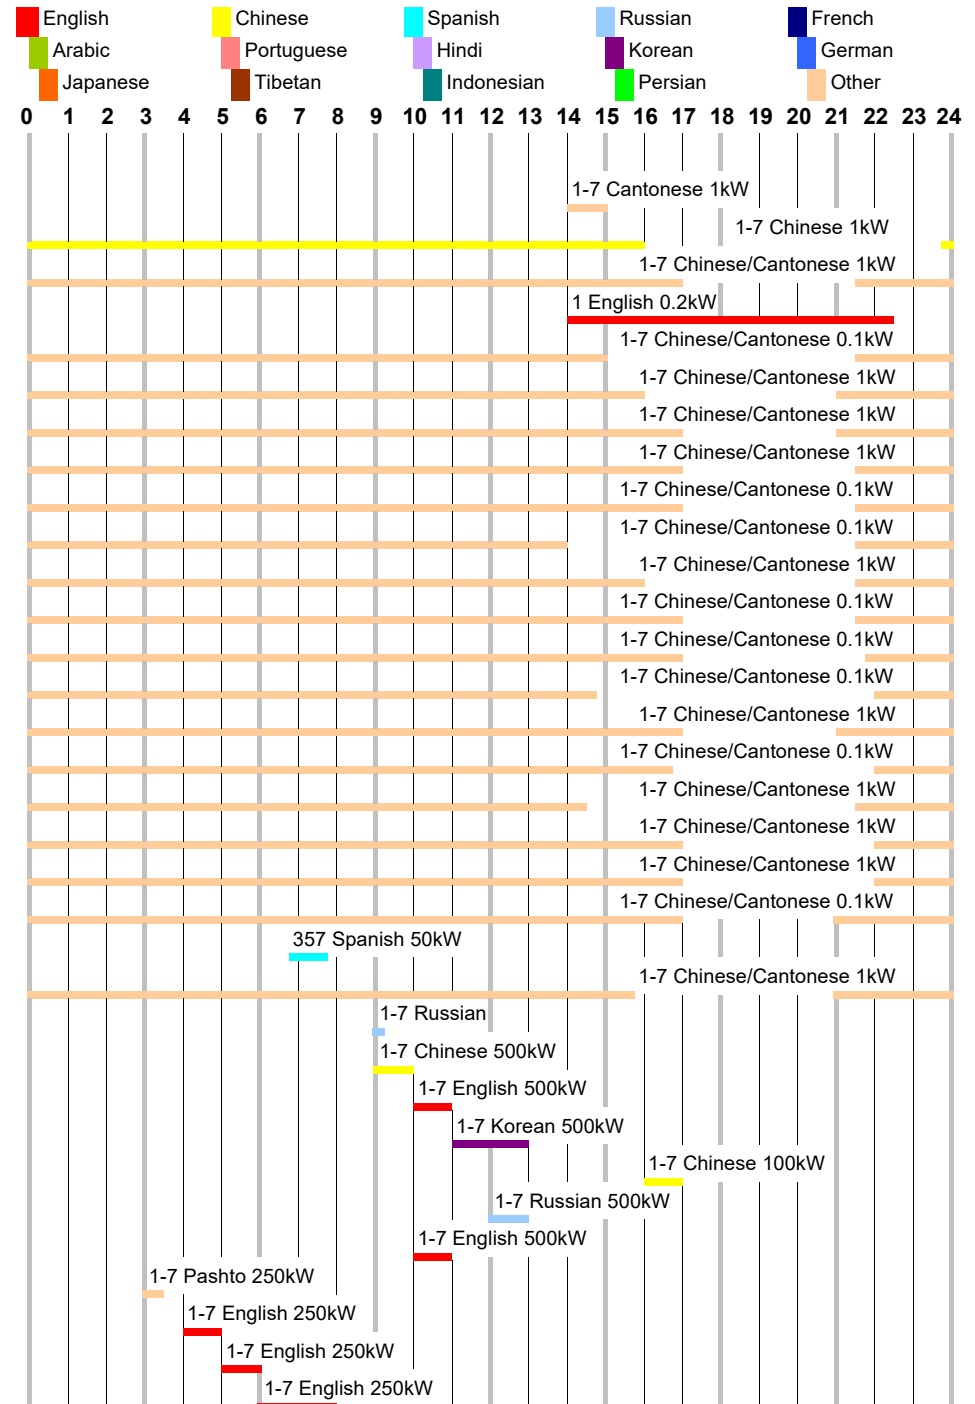 English Chinese Spanish Russian French
Arabic Portuguese Hindi Korean German
Japanese Tibetan Indonesian Persian Other
0 1 2 3 4 5 6 7 8 9 10 11 12 13 14 15 16 17 18 19 20 21 22 23 24
1-7 Cantonese 1kW
1-7 Chinese 1kW
1-7 Chinese/Cantonese 1kW
1 English 0.2kW
1-7 Chinese/Cantonese 0.1kW
1-7 Chinese/Cantonese 1kW
1-7 Chinese/Cantonese 1kW
1-7 Chinese/Cantonese 1kW
1-7 Chinese/Cantonese 0.1kW
1-7 Chinese/Cantonese 0.1kW
1-7 Chinese/Cantonese 1kW
1-7 Chinese/Cantonese 0.1kW
1-7 Chinese/Cantonese 0.1kW
1-7 Chinese/Cantonese 0.1kW
1-7 Chinese/Cantonese 1kW
1-7 Chinese/Cantonese 0.1kW
1-7 Chinese/Cantonese 1kW
1-7 Chinese/Cantonese 1kW
1-7 Chinese/Cantonese 1kW
1-7 Chinese/Cantonese 0.1kW
357 Spanish 50kW
1-7 Chinese/Cantonese 1kW
1-7 Russian
1-7 Chinese 500kW
1-7 English 500kW
1-7 Korean 500kW
1-7 Chinese 100kW
1-7 Russian 500kW
1-7 English 500kW
1-7 Pashto 250kW
1-7 English 250kW
1-7 English 250kW
1-7 English 250kW